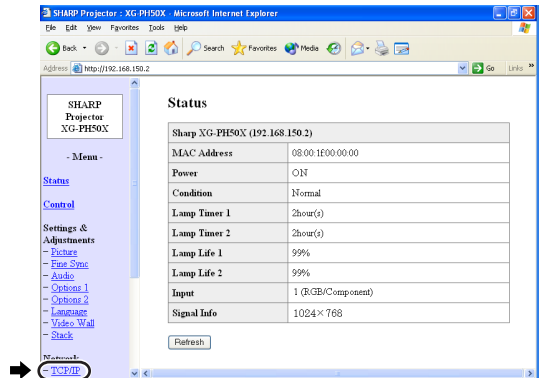 SHARP Projector : XG-PH50X - Microsoft Internet Explorer
File Edit View Favorites Tools Help
Back Search Favorites Media
Address http://192.168.150.2 Go Links »
SHARP
Projector
XG-PH50X
- Menu -
Status
Control
Settings &
Adjustments
– Picture
– Fine Sync
– Audio
– Options 1
– Options 2
– Language
– Video Wall
– Stack
Network
– TCP/IP
Status
Sharp XG-PH50X (192.168.150.2)
MAC Address 08:00:1f:00:00:00
Power ON
Condition Normal
Lamp Timer 1 2hour(s)
Lamp Timer 2 2hour(s)
Lamp Life 1 99%
Lamp Life 2 99%
Input 1 (RGB/Component)
Signal Info 1024×768
Refresh